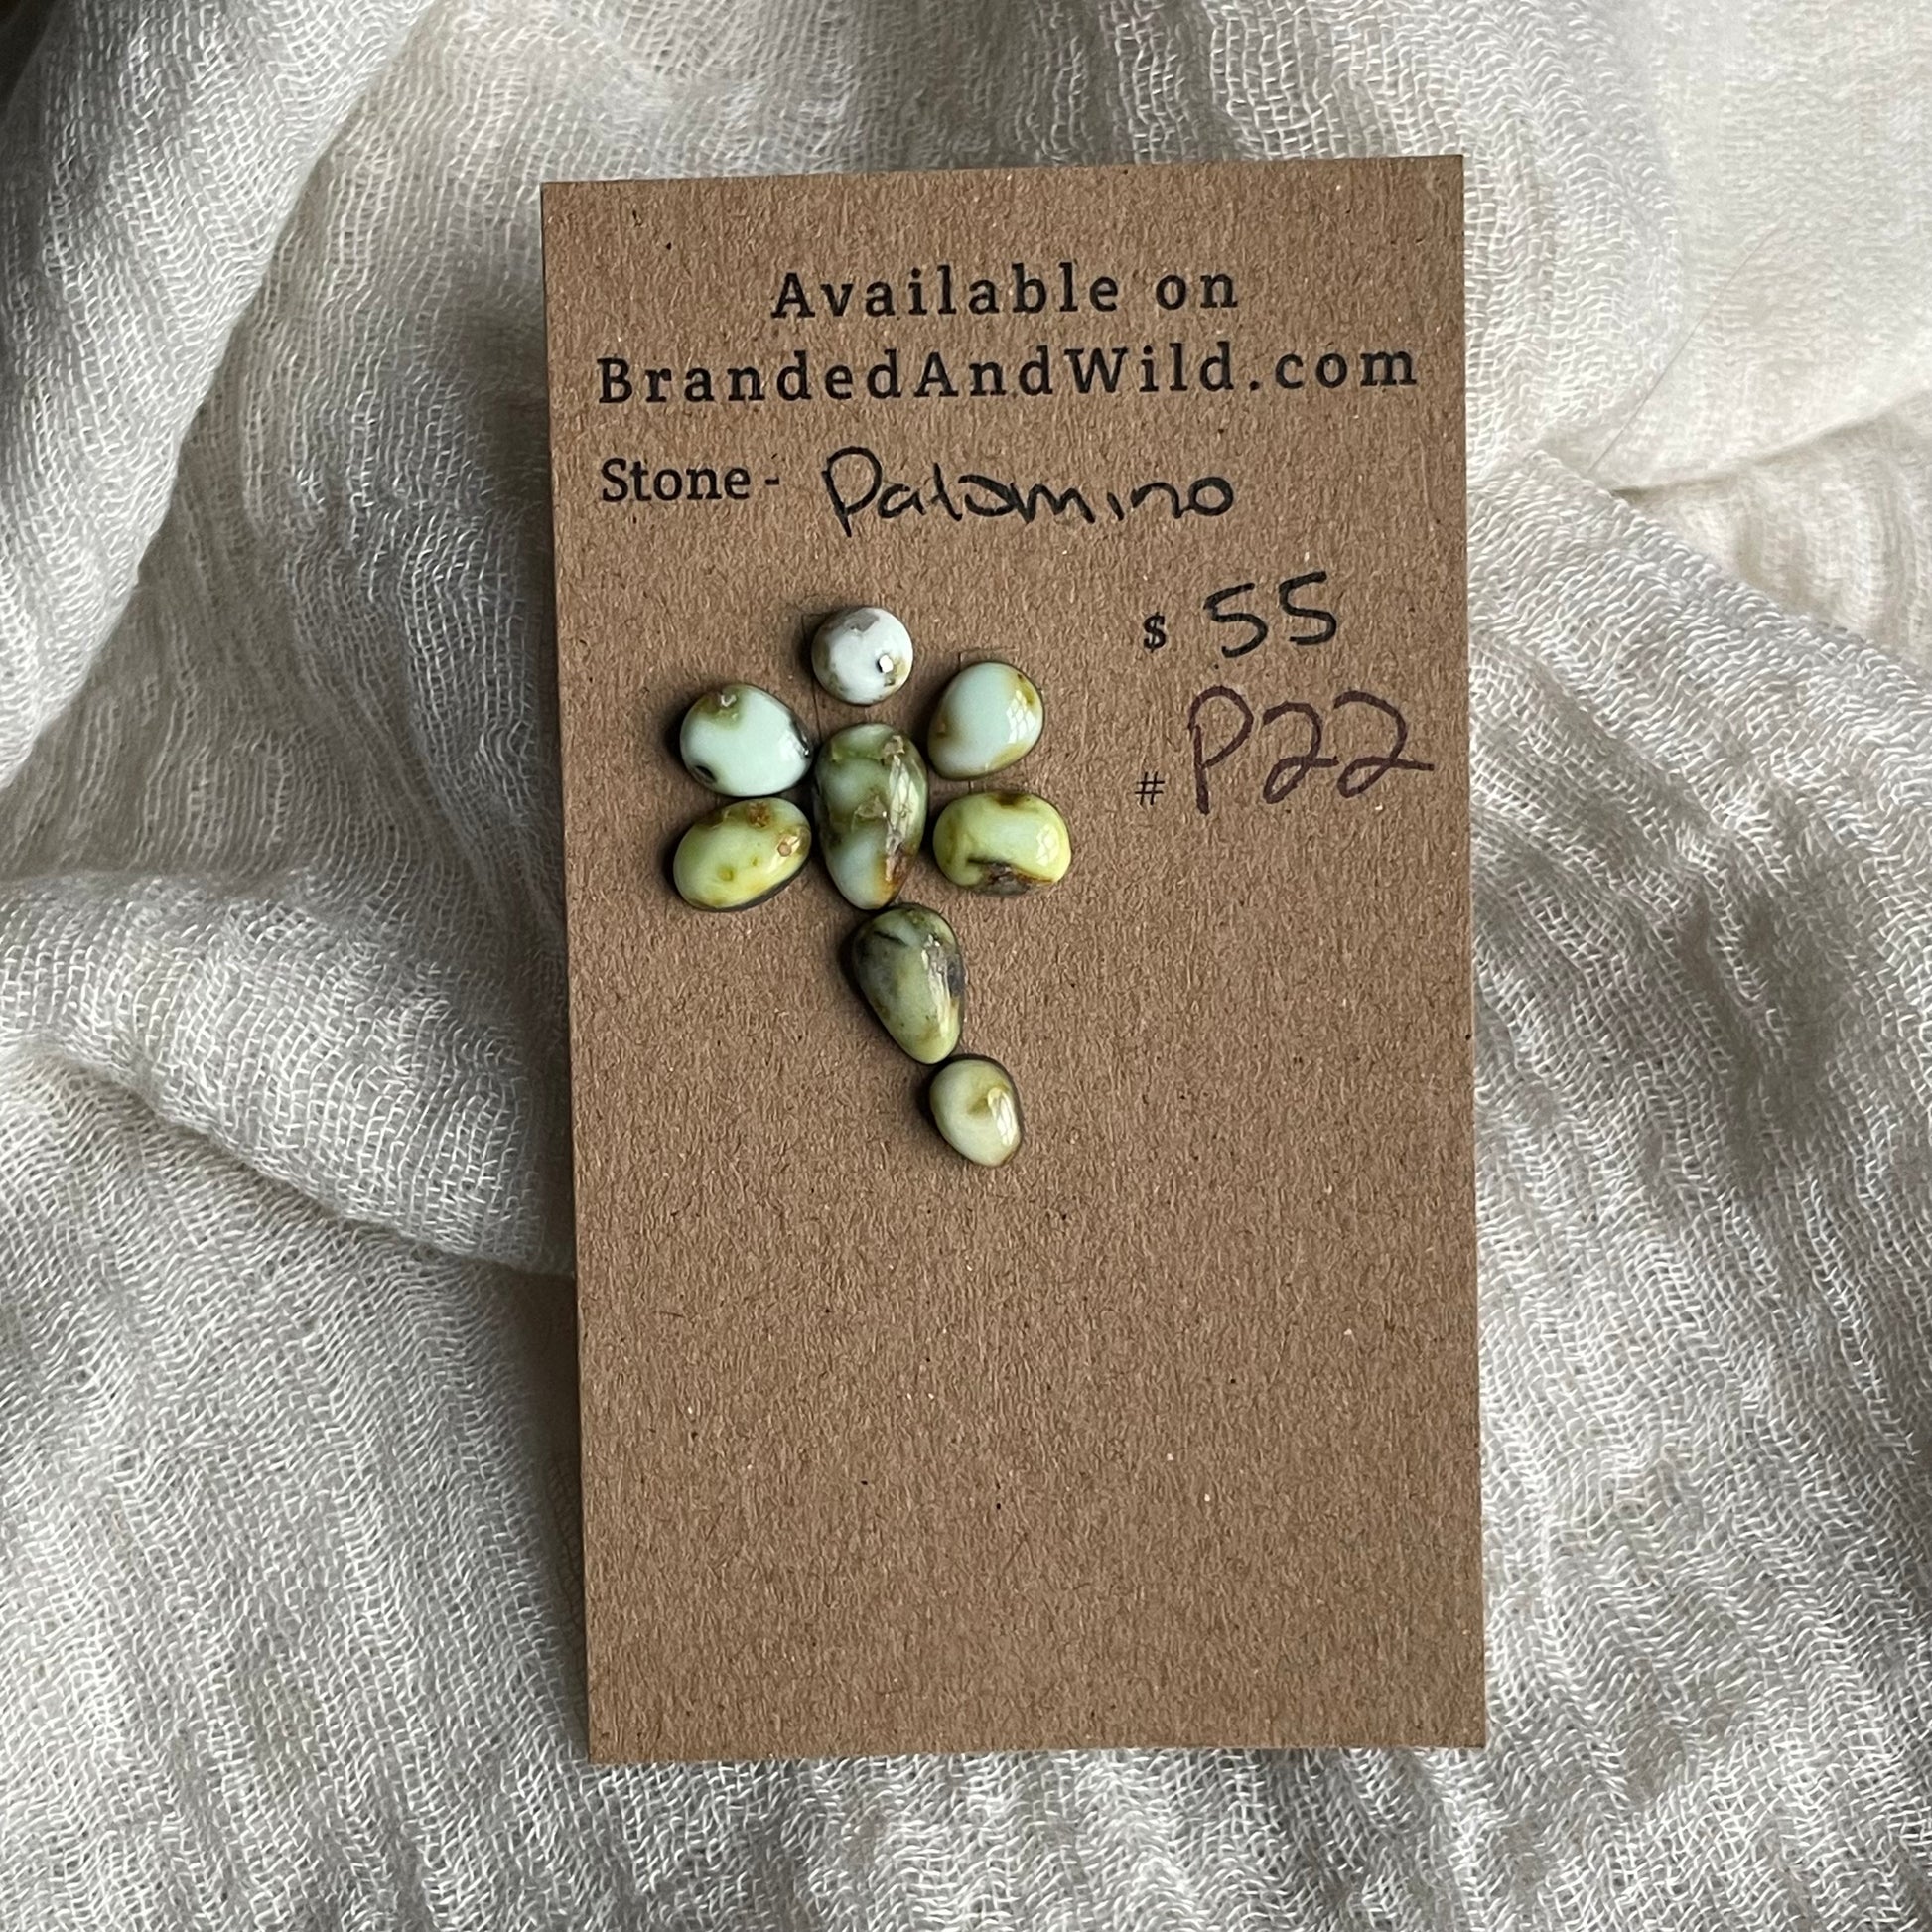 Available on
BrandedAndWild.com
Stone - Palomino
$ 55
# P22